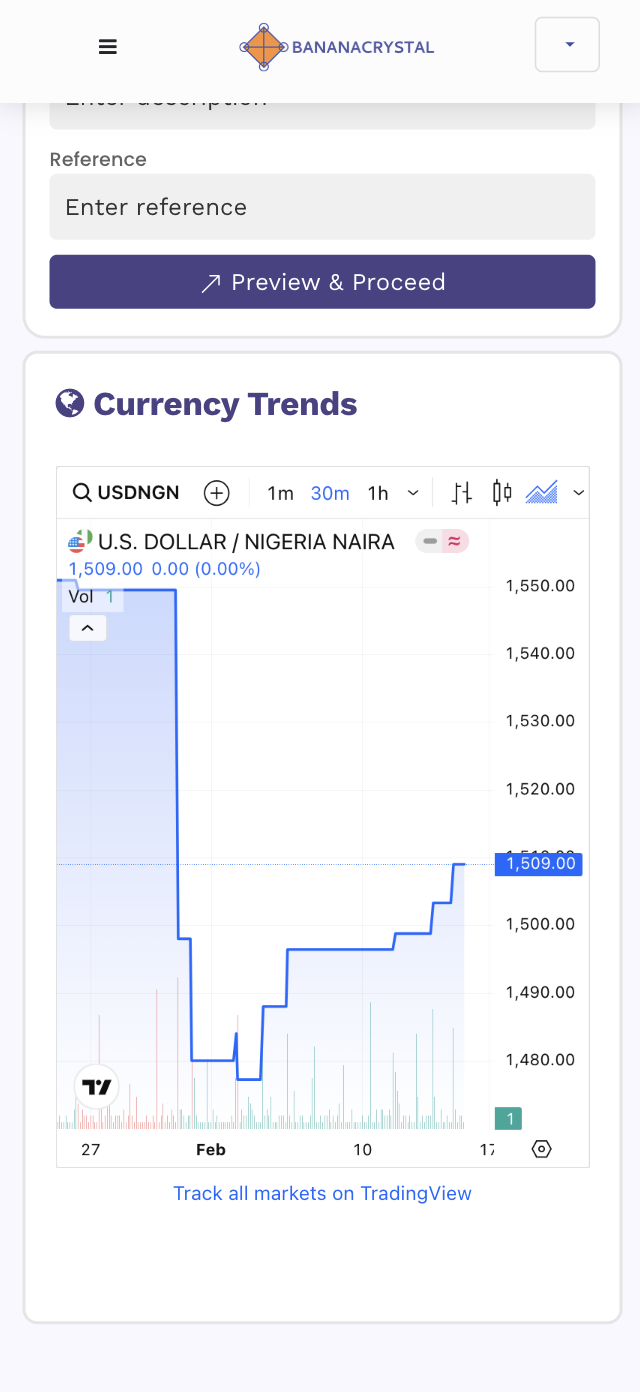 BANANACRYSTAL
Enter description
Reference
Enter reference
Preview & Proceed
Currency Trends
USDNGN 1m 30m 1h
U.S. DOLLAR / NIGERIA NAIRA
1,509.00 0.00 (0.00%)
Vol 1
1,550.00
1,540.00
1,530.00
1,520.00
1,509.00
1,500.00
1,490.00
1,480.00
1
27 Feb 10 17
Track all markets on TradingView